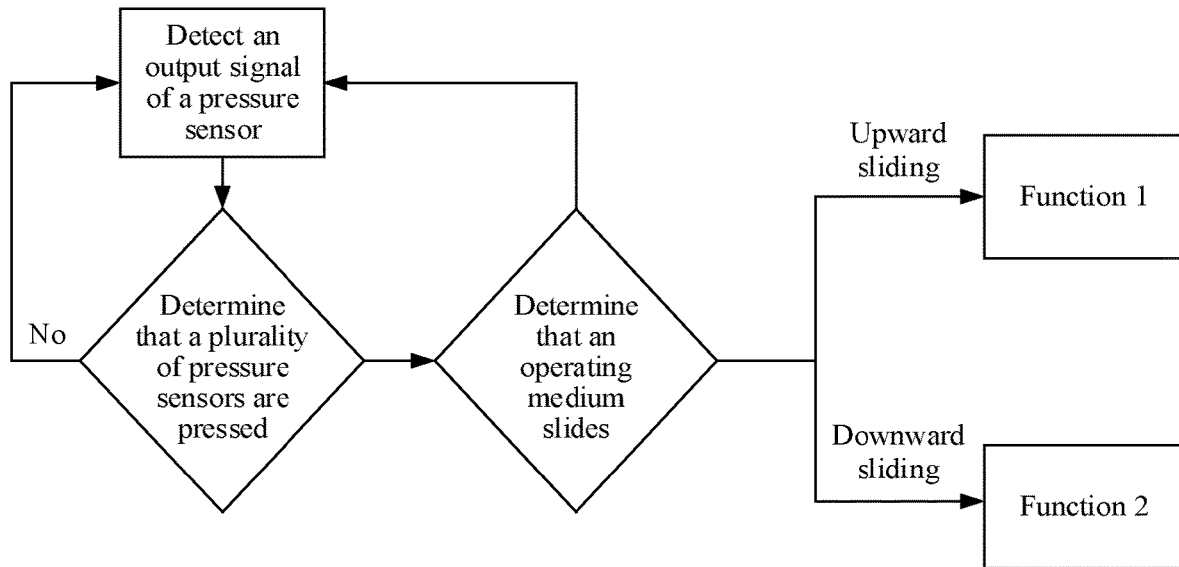 Detect an
output signal
of a pressure
sensor
Upward
sliding
Function 1
No
Determine
that a plurality
of pressure
sensors are
pressed
Determine
that an
operating
medium
slides
Downward
sliding
Function 2